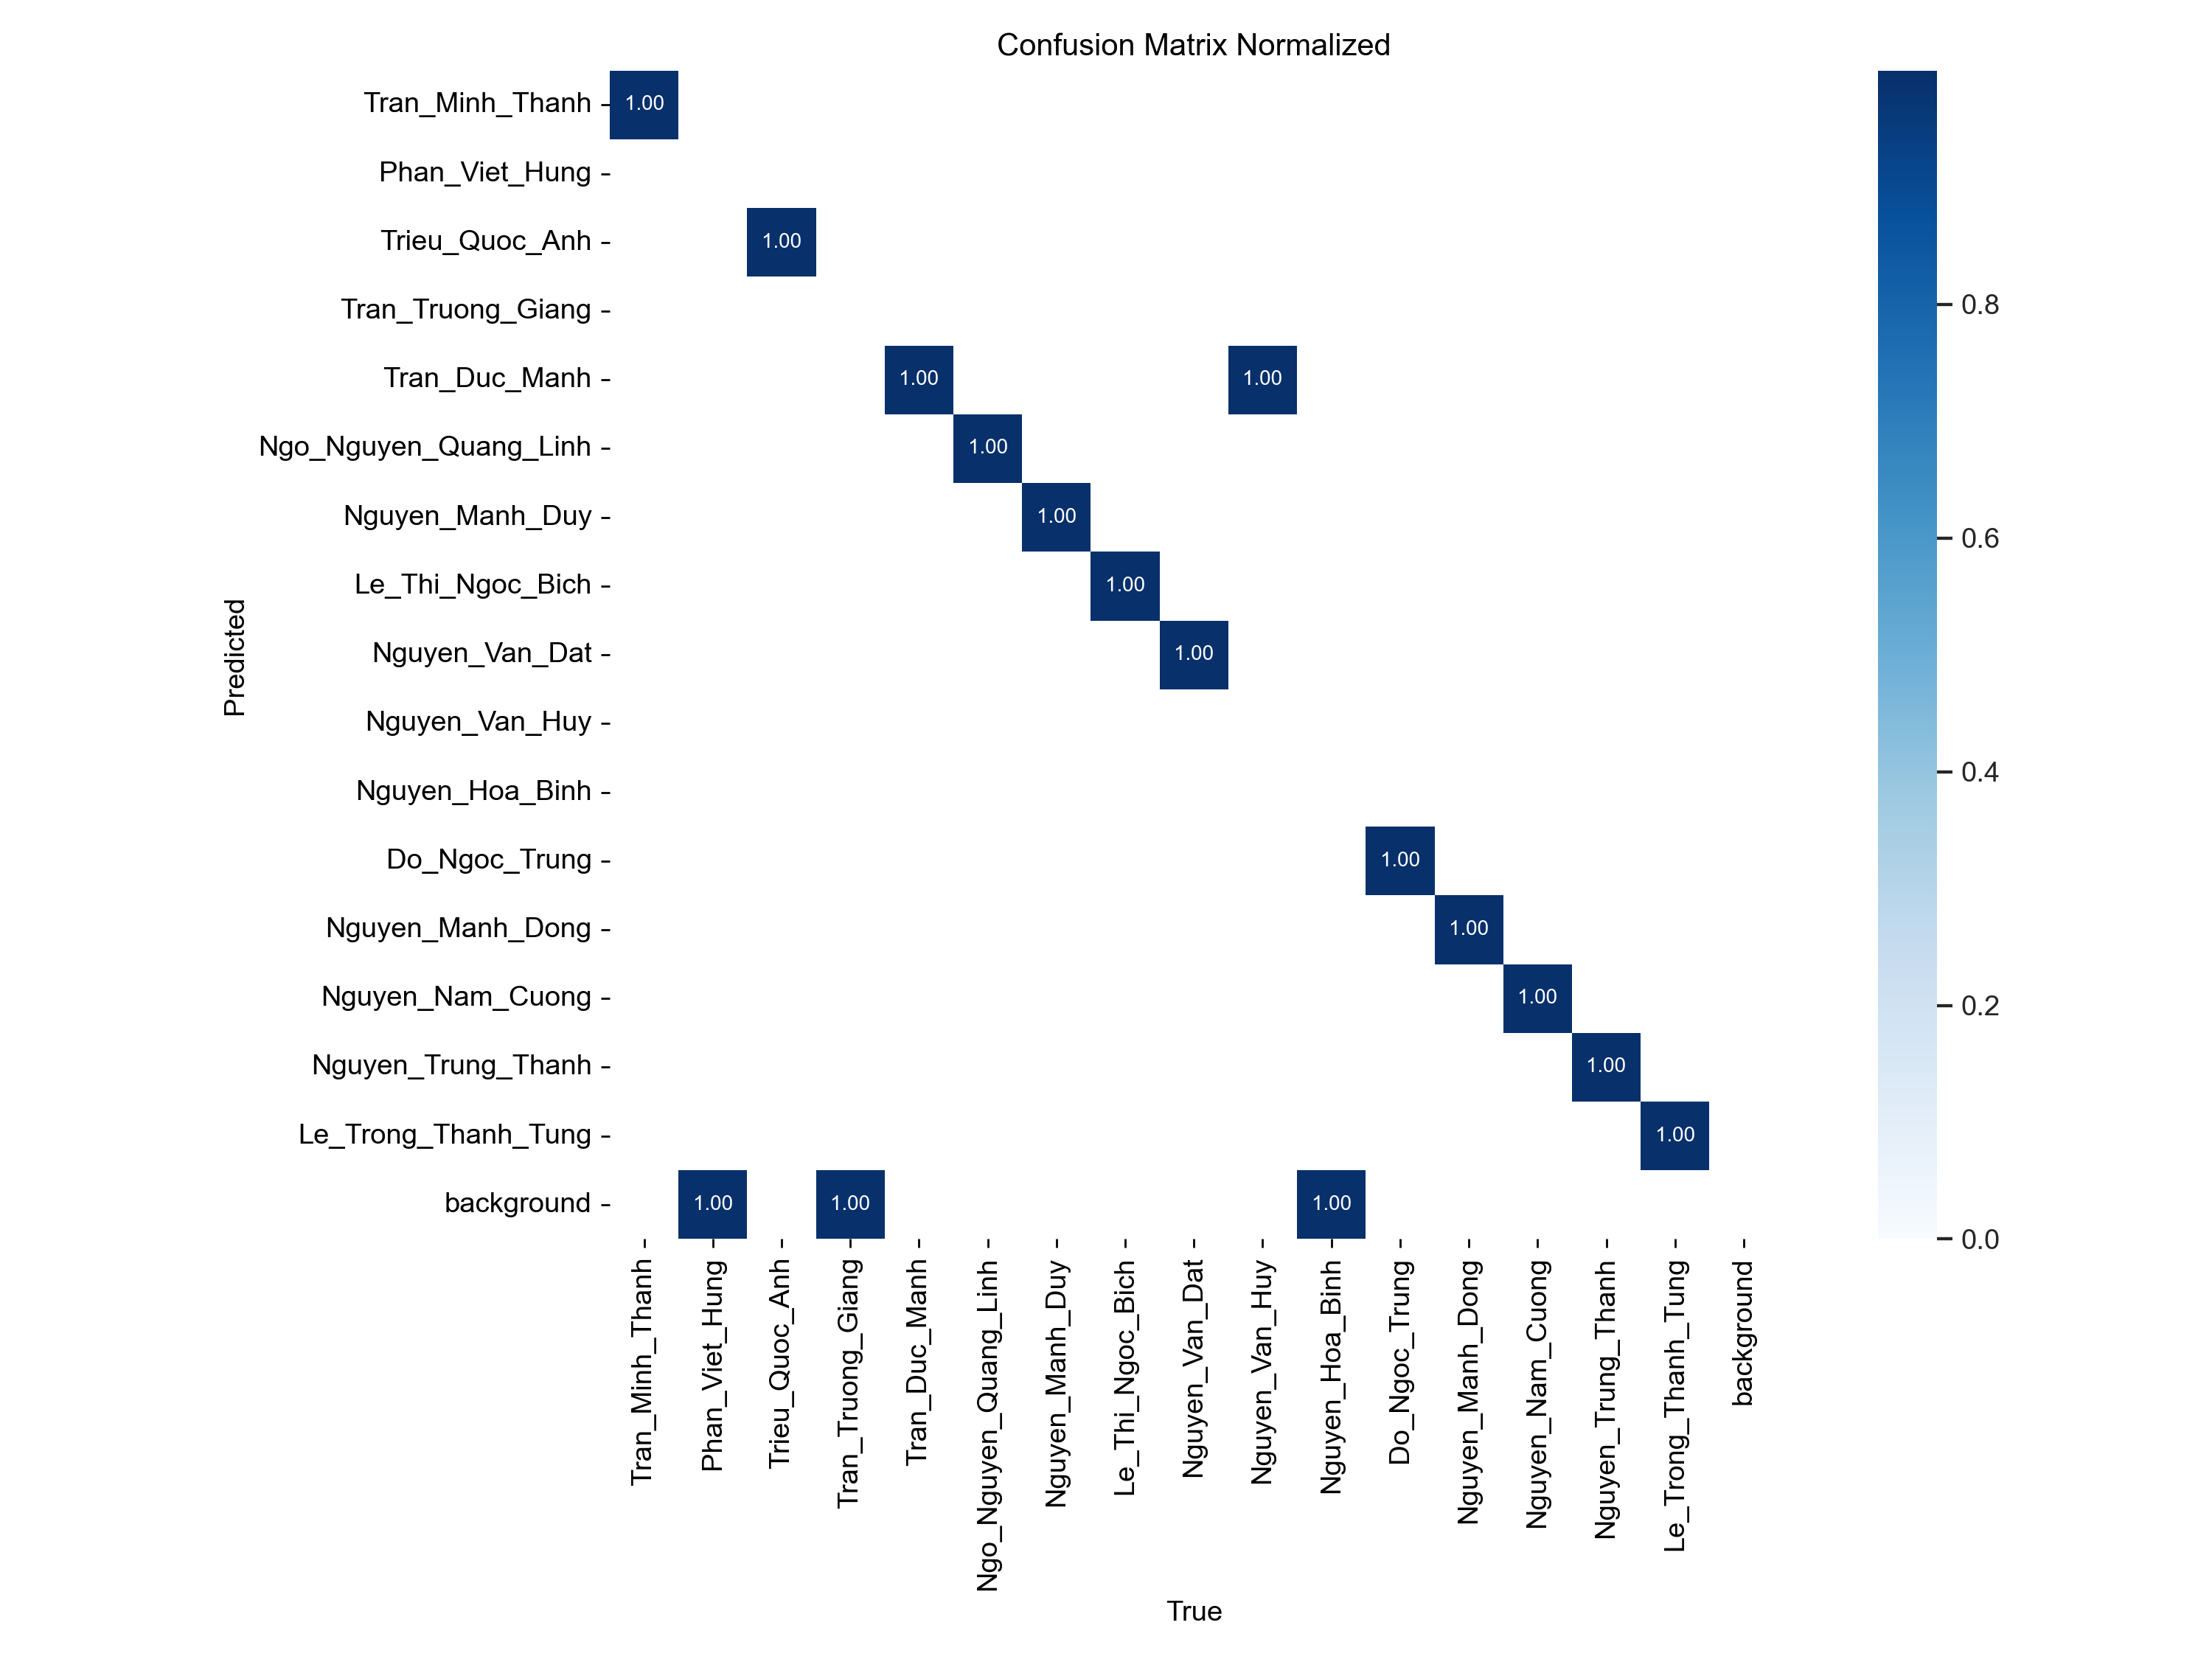 Confusion Matrix Normalized
Tran_Minh_Thanh
1.00
Phan_Viet_Hung
Trieu_Quoc_Anh
1.00
Tran_Truong_Giang
Tran_Duc_Manh
1.00
1.00
Ngo_Nguyen_Quang_Linh
1.00
Nguyen_Manh_Duy
1.00
Le_Thi_Ngoc_Bich
1.00
Nguyen_Van_Dat
1.00
Nguyen_Van_Huy
Nguyen_Hoa_Binh
Do_Ngoc_Trung
1.00
Nguyen_Manh_Dong
1.00
Nguyen_Nam_Cuong
1.00
Nguyen_Trung_Thanh
1.00
Le_Trong_Thanh_Tung
1.00
background
1.00
1.00
1.00
Predicted
Tran_Minh_Thanh
Phan_Viet_Hung
Trieu_Quoc_Anh
Tran_Truong_Giang
Tran_Duc_Manh
Ngo_Nguyen_Quang_Linh
Nguyen_Manh_Duy
Le_Thi_Ngoc_Bich
Nguyen_Van_Dat
Nguyen_Van_Huy
Nguyen_Hoa_Binh
Do_Ngoc_Trung
Nguyen_Manh_Dong
Nguyen_Nam_Cuong
Nguyen_Trung_Thanh
Le_Trong_Thanh_Tung
background
True
0.8
0.6
0.4
0.2
0.0